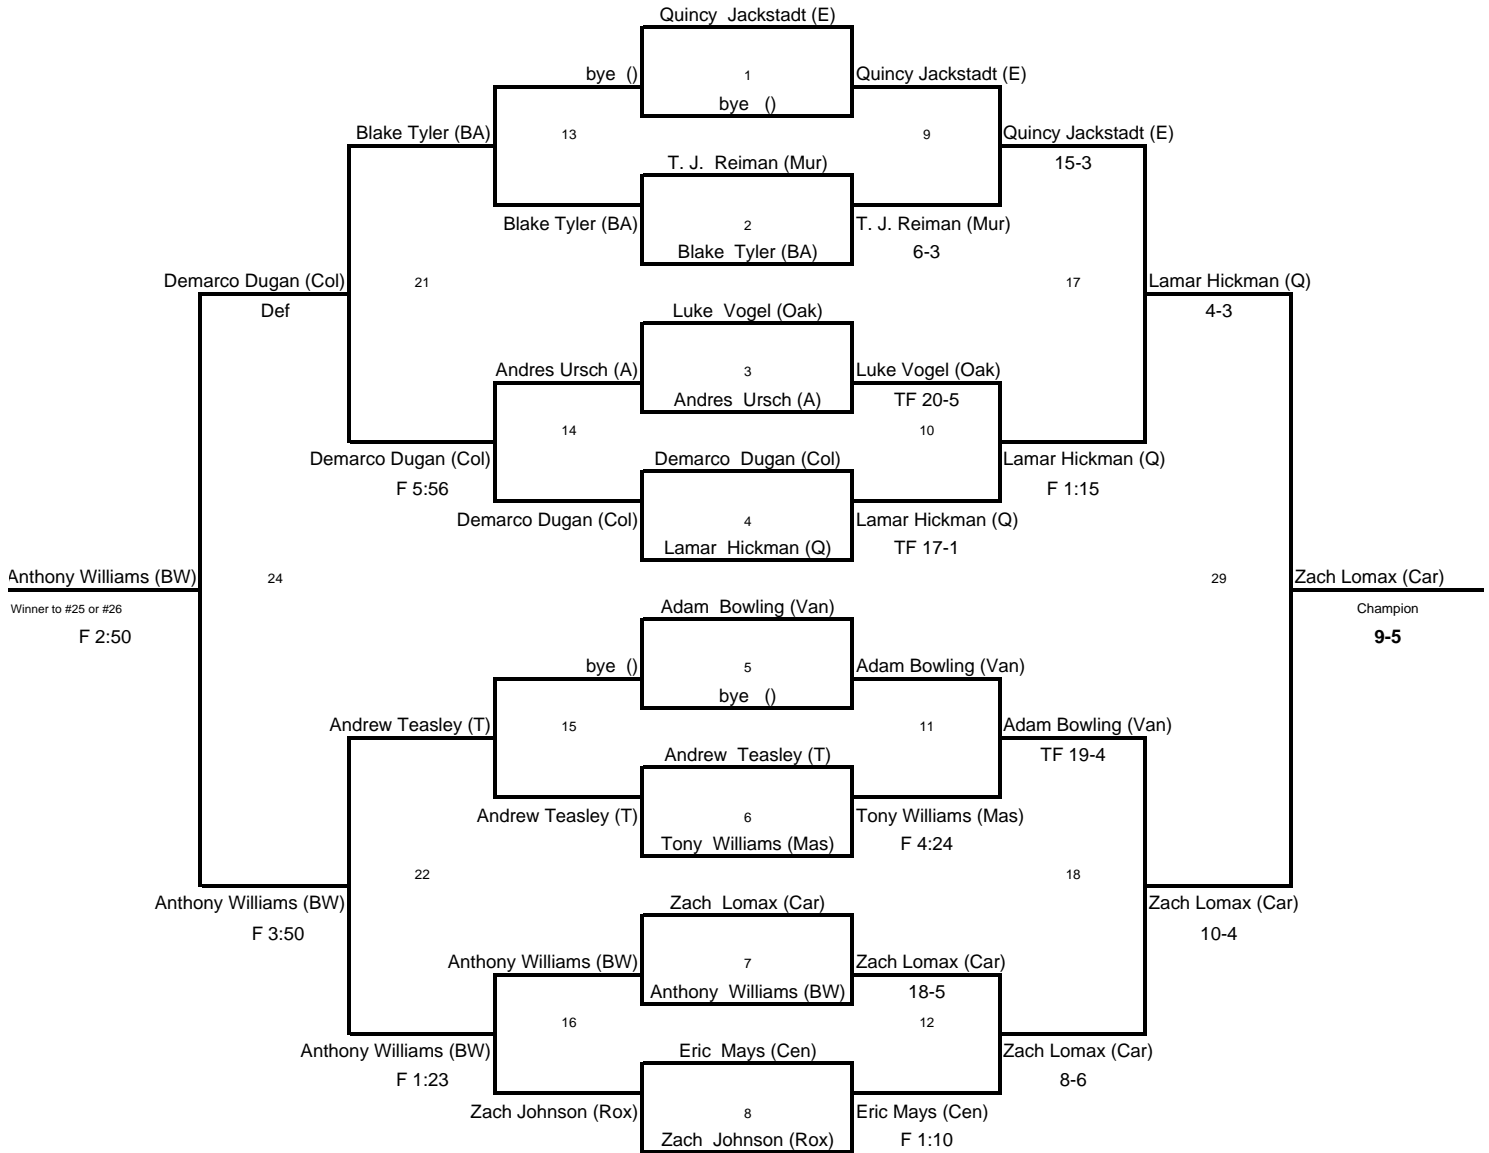 Quincy Jackstadt (E)
bye () 1 Quincy Jackstadt (E)
bye ()
Blake Tyler (BA) 13 9 Quincy Jackstadt (E)
T. J. Reiman (Mur) 15-3
Blake Tyler (BA) 2 T. J. Reiman (Mur)
Blake Tyler (BA) 6-3
Demarco Dugan (Col) 21 17 Lamar Hickman (Q)
Def Luke Vogel (Oak) 4-3
Andres Ursch (A) 3 Luke Vogel (Oak)
Andres Ursch (A) TF 20-5
14 10
Demarco Dugan (Col) Demarco Dugan (Col) Lamar Hickman (Q)
F 5:56 F 1:15
Demarco Dugan (Col) 4 Lamar Hickman (Q)
Lamar Hickman (Q) TF 17-1
Anthony Williams (BW) 24 29 Zach Lomax (Car)
Winner to #25 or #26 Adam Bowling (Van) Champion
F 2:50 9-5
bye () 5 Adam Bowling (Van)
bye ()
Andrew Teasley (T) 15 11 Adam Bowling (Van)
Andrew Teasley (T) TF 19-4
Andrew Teasley (T) 6 Tony Williams (Mas)
Tony Williams (Mas) F 4:24
22 18
Anthony Williams (BW) Zach Lomax (Car) Zach Lomax (Car)
F 3:50 10-4
Anthony Williams (BW) 7 Zach Lomax (Car)
Anthony Williams (BW) 18-5
16 12
Anthony Williams (BW) Eric Mays (Cen) Zach Lomax (Car)
F 1:23 8-6
Zach Johnson (Rox) 8 Eric Mays (Cen)
Zach Johnson (Rox) F 1:10